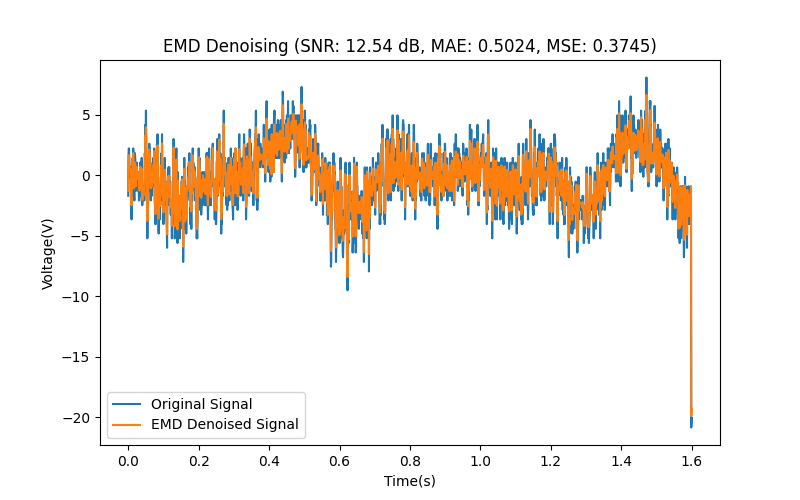 EMD Denoising (SNR: 12.54 dB, MAE: 0.5024, MSE: 0.3745)
Voltage(V)
5
0
−5
−10
−15
−20
Original Signal
EMD Denoised Signal
0.0 0.2 0.4 0.6 0.8 1.0 1.2 1.4 1.6
Time(s)